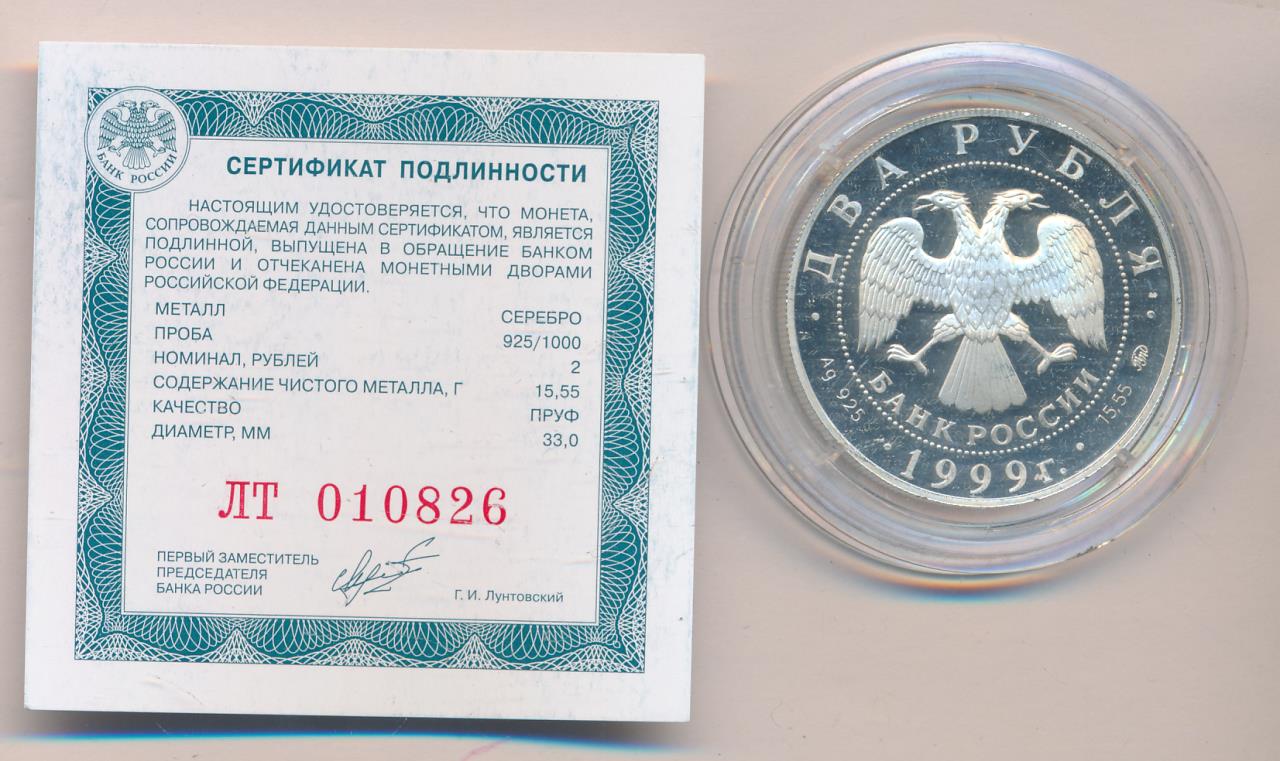 БАНК РОССИИ
СЕРТИФИКАТ ПОДЛИННОСТИ
НАСТОЯЩИМ УДОСТОВЕРЯЕТСЯ, ЧТО МОНЕТА,
СОПРОВОЖДАЕМАЯ ДАННЫМ СЕРТИФИКАТОМ, ЯВЛЯЕТСЯ
ПОДЛИННОЙ, ВЫПУЩЕНА В ОБРАЩЕНИЕ БАНКОМ
РОССИИ И ОТЧЕКАНЕНА МОНЕТНЫМИ ДВОРАМИ
РОССИЙСКОЙ ФЕДЕРАЦИИ.
МЕТАЛЛ СЕРЕБРО
ПРОБА 925/1000
НОМИНАЛ, РУБЛЕЙ 2
СОДЕРЖАНИЕ ЧИСТОГО МЕТАЛЛА, Г 15,55
КАЧЕСТВО ПРУФ
ДИАМЕТР, ММ 33,0
ЛТ 010826
ПЕРВЫЙ ЗАМЕСТИТЕЛЬ
ПРЕДСЕДАТЕЛЯ
БАНКА РОССИИ
Г. И. Лунтовский
ДВА РУБЛЯ
БАНК РОССИИ
Ag 925
15,55
1999 г.